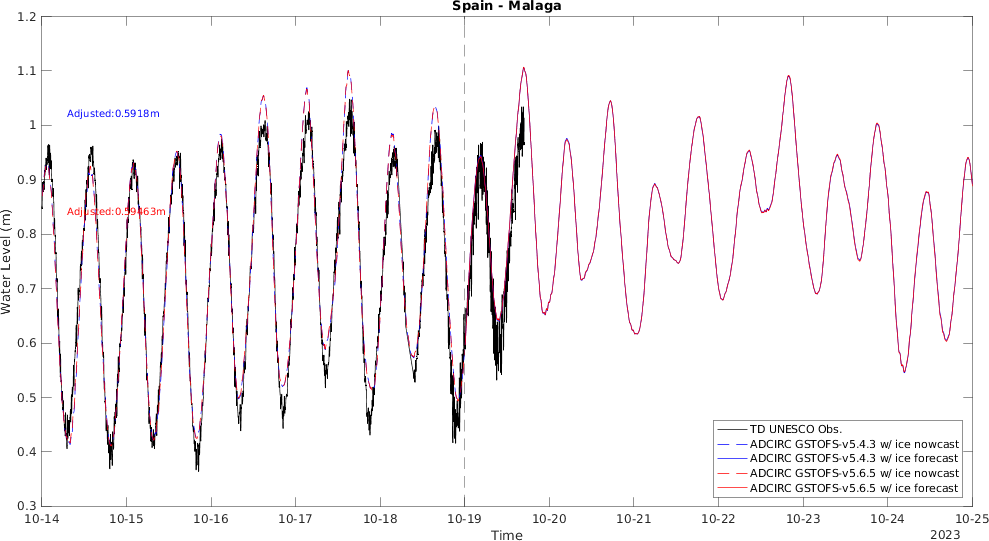 Spain - Malaga
1.2
1.1
1
0.9
0.8
0.7
0.6
0.5
0.4
0.3
Water Level (m)
Adjusted:0.5918m
Adjusted:0.59463m
TD UNESCO Obs.
ADCIRC GSTOFS-v5.4.3 w/ ice nowcast
ADCIRC GSTOFS-v5.4.3 w/ ice forecast
ADCIRC GSTOFS-v5.6.5 w/ ice nowcast
ADCIRC GSTOFS-v5.6.5 w/ ice forecast
10-14 10-15 10-16 10-17 10-18 10-19 10-20 10-21 10-22 10-23 10-24 10-25
Time
2023